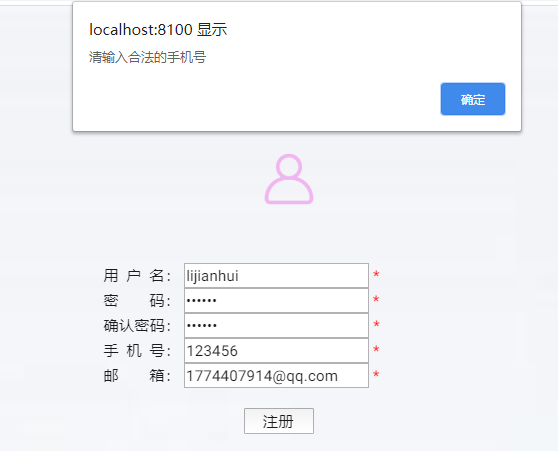 localhost:8100 显示
清输入合法的手机号
确定
用 户 名： lijianhui *
密 码： •••••• *
确认密码： •••••• *
手 机 号： 123456 *
邮 箱： 1774407914@qq.com *
注册